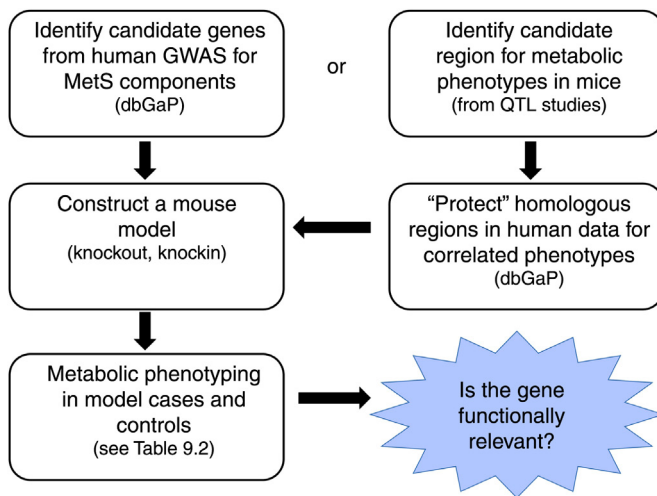 Identify candidate genes
from human GWAS for
MetS components
(dbGaP)
or
Identify candidate
region for metabolic
phenotypes in mice
(from QTL studies)
Construct a mouse
model
(knockout, knockin)
“Protect” homologous
regions in human data for
correlated phenotypes
(dbGaP)
Metabolic phenotyping
in model cases and
controls
(see Table 9.2)
Is the gene
functionally
relevant?